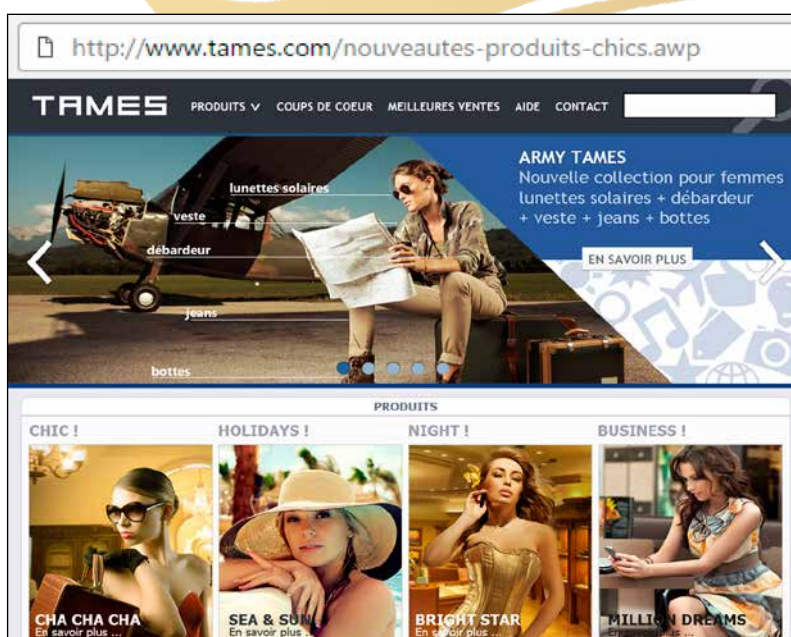 http://www.tames.com/nouveautes-produits-chics.awp
TAMES PRODUITS COUPS DE COEUR MEILLEURES VENTES AIDE CONTACT
ARMY TAMES
Nouvelle collection pour femmes
lunettes solaires + débardeur
+ veste + jeans + bottes
EN SAVOIR PLUS
lunettes solaires
veste
débardeur
jeans
bottes
PRODUITS
CHIC ! HOLIDAYS ! NIGHT ! BUSINESS !
CHA CHA CHA SEA & SUN BRIGHT STAR MILLION DREAMS
En savoir plus ... En savoir plus ... En savoir plus ... En savoir plus ...